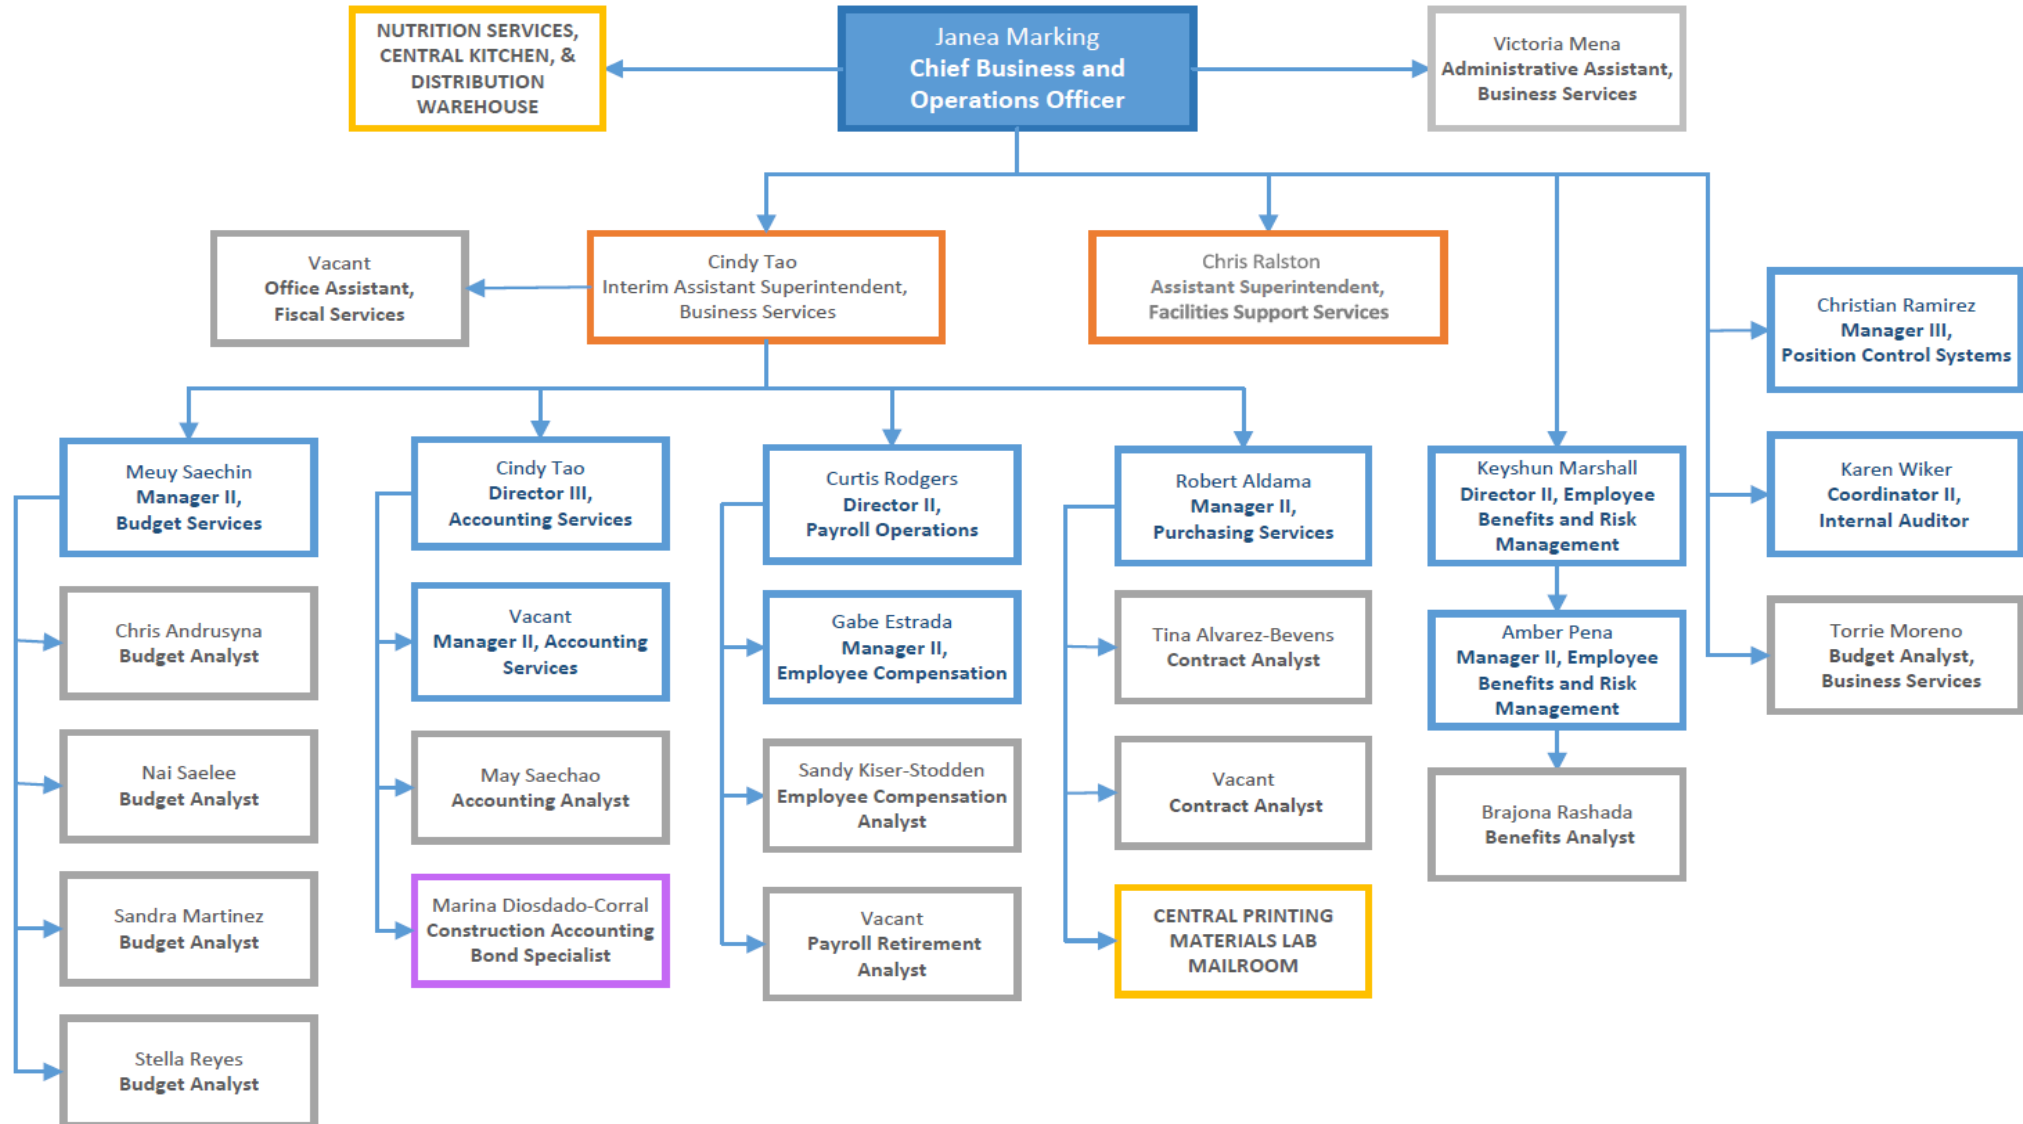 NUTRITION SERVICES,
CENTRAL KITCHEN, &
DISTRIBUTION
WAREHOUSE
Janea Marking
Chief Business and
Operations Officer
Victoria Mena
Administrative Assistant,
Business Services
Vacant
Office Assistant,
Fiscal Services
Cindy Tao
Interim Assistant Superintendent,
Business Services
Chris Ralston
Assistant Superintendent,
Facilities Support Services
Christian Ramirez
Manager III,
Position Control Systems
Meuy Saechin
Manager II,
Budget Services
Cindy Tao
Director III,
Accounting Services
Curtis Rodgers
Director II,
Payroll Operations
Robert Aldama
Manager II,
Purchasing Services
Keyshun Marshall
Director II, Employee
Benefits and Risk
Management
Karen Wiker
Coordinator II,
Internal Auditor
Chris Andrusyna
Budget Analyst
Vacant
Manager II, Accounting
Services
Gabe Estrada
Manager II,
Employee Compensation
Tina Alvarez-Bevens
Contract Analyst
Amber Pena
Manager II, Employee
Benefits and Risk
Management
Torrie Moreno
Budget Analyst,
Business Services
Nai Saelee
Budget Analyst
May Saechao
Accounting Analyst
Sandy Kiser-Stodden
Employee Compensation
Analyst
Vacant
Contract Analyst
Brajona Rashada
Benefits Analyst
Sandra Martinez
Budget Analyst
Marina Diosdado-Corral
Construction Accounting
Bond Specialist
Vacant
Payroll Retirement
Analyst
CENTRAL PRINTING
MATERIALS LAB
MAILROOM
Stella Reyes
Budget Analyst